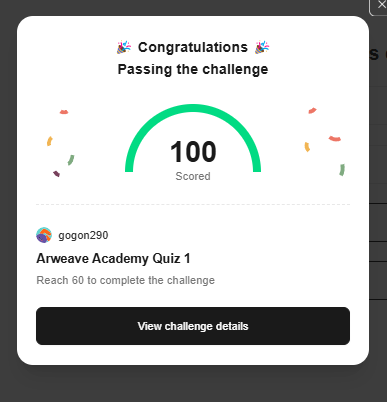 🎉 Congratulations 🎉
Passing the challenge
100
Scored
gogon290
Arweave Academy Quiz 1
Reach 60 to complete the challenge
View challenge details